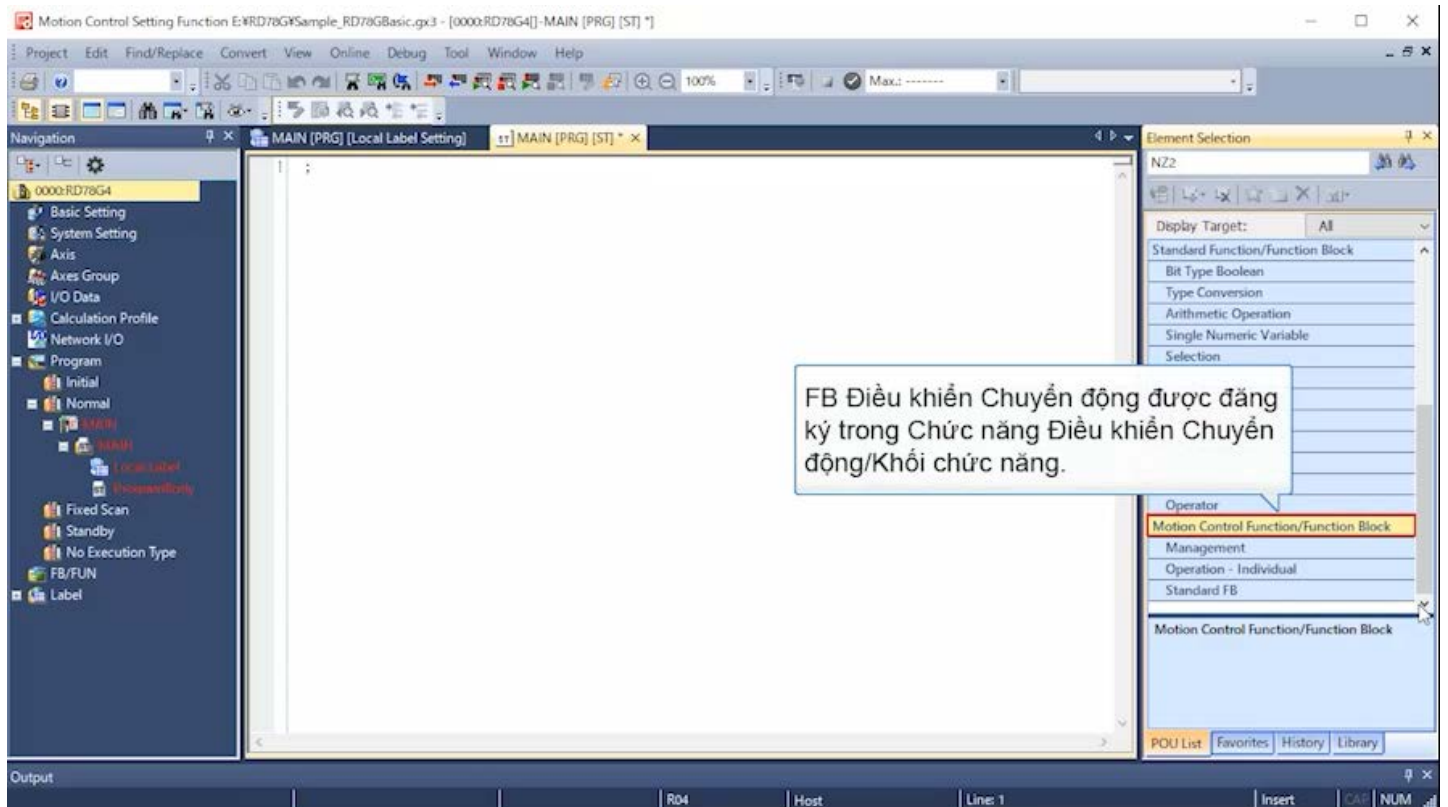 Motion Control Setting Function E:¥RD78G¥Sample_RD78GBasic.gx3 - [0000:RD78G4[]-MAIN [PRG] [ST] *]
Project Edit Find/Replace Convert View Online Debug Tool Window Help
100% Max.: -------
Navigation
MAIN [PRG] [Local Label Setting]
ST MAIN [PRG] [ST] *
Element Selection
0000:RD78G4
Basic Setting
System Setting
Axis
Axes Group
I/O Data
Calculation Profile
Network I/O
Program
Initial
Normal
MAIN
MAIN
Local Label
ProgramBody
Fixed Scan
Standby
No Execution Type
FB/FUN
Label
1 ;
FB Điều khiển Chuyển động được đăng
ký trong Chức năng Điều khiển Chuyển
động/Khối chức năng.
NZ2
Display Target: All
Standard Function/Function Block
Bit Type Boolean
Type Conversion
Arithmetic Operation
Single Numeric Variable
Selection
Operator
Motion Control Function/Function Block
Management
Operation - Individual
Standard FB
Motion Control Function/Function Block
POU List Favorites History Library
Output
R04 Host Line: 1 Insert CAP NUM